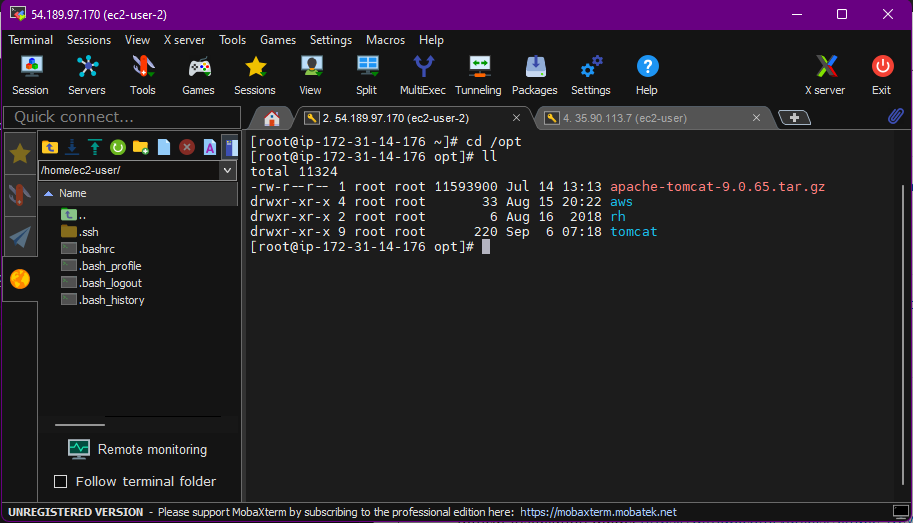 54.189.97.170 (ec2-user-2)
Terminal Sessions View X server Tools Games Settings Macros Help
Session Servers Tools Games Sessions View Split MultiExec Tunneling Packages Settings Help X server Exit
Quick connect...
2. 54.189.97.170 (ec2-user-2)
4. 35.90.113.7 (ec2-user)
/home/ec2-user/
Name
..
.ssh
.bashrc
.bash_profile
.bash_logout
.bash_history
Remote monitoring
Follow terminal folder
[root@ip-172-31-14-176 ~]# cd /opt
[root@ip-172-31-14-176 opt]# ll
total 11324
-rw-r--r-- 1 root root 11593900 Jul 14 13:13 apache-tomcat-9.0.65.tar.gz
drwxr-xr-x 4 root root       33 Aug 15 20:22 aws
drwxr-xr-x 2 root root        6 Aug 16  2018 rh
drwxr-xr-x 9 root root      220 Sep  6 07:18 tomcat
[root@ip-172-31-14-176 opt]#
UNREGISTERED VERSION - Please support MobaXterm by subscribing to the professional edition here: https://mobaxterm.mobatek.net